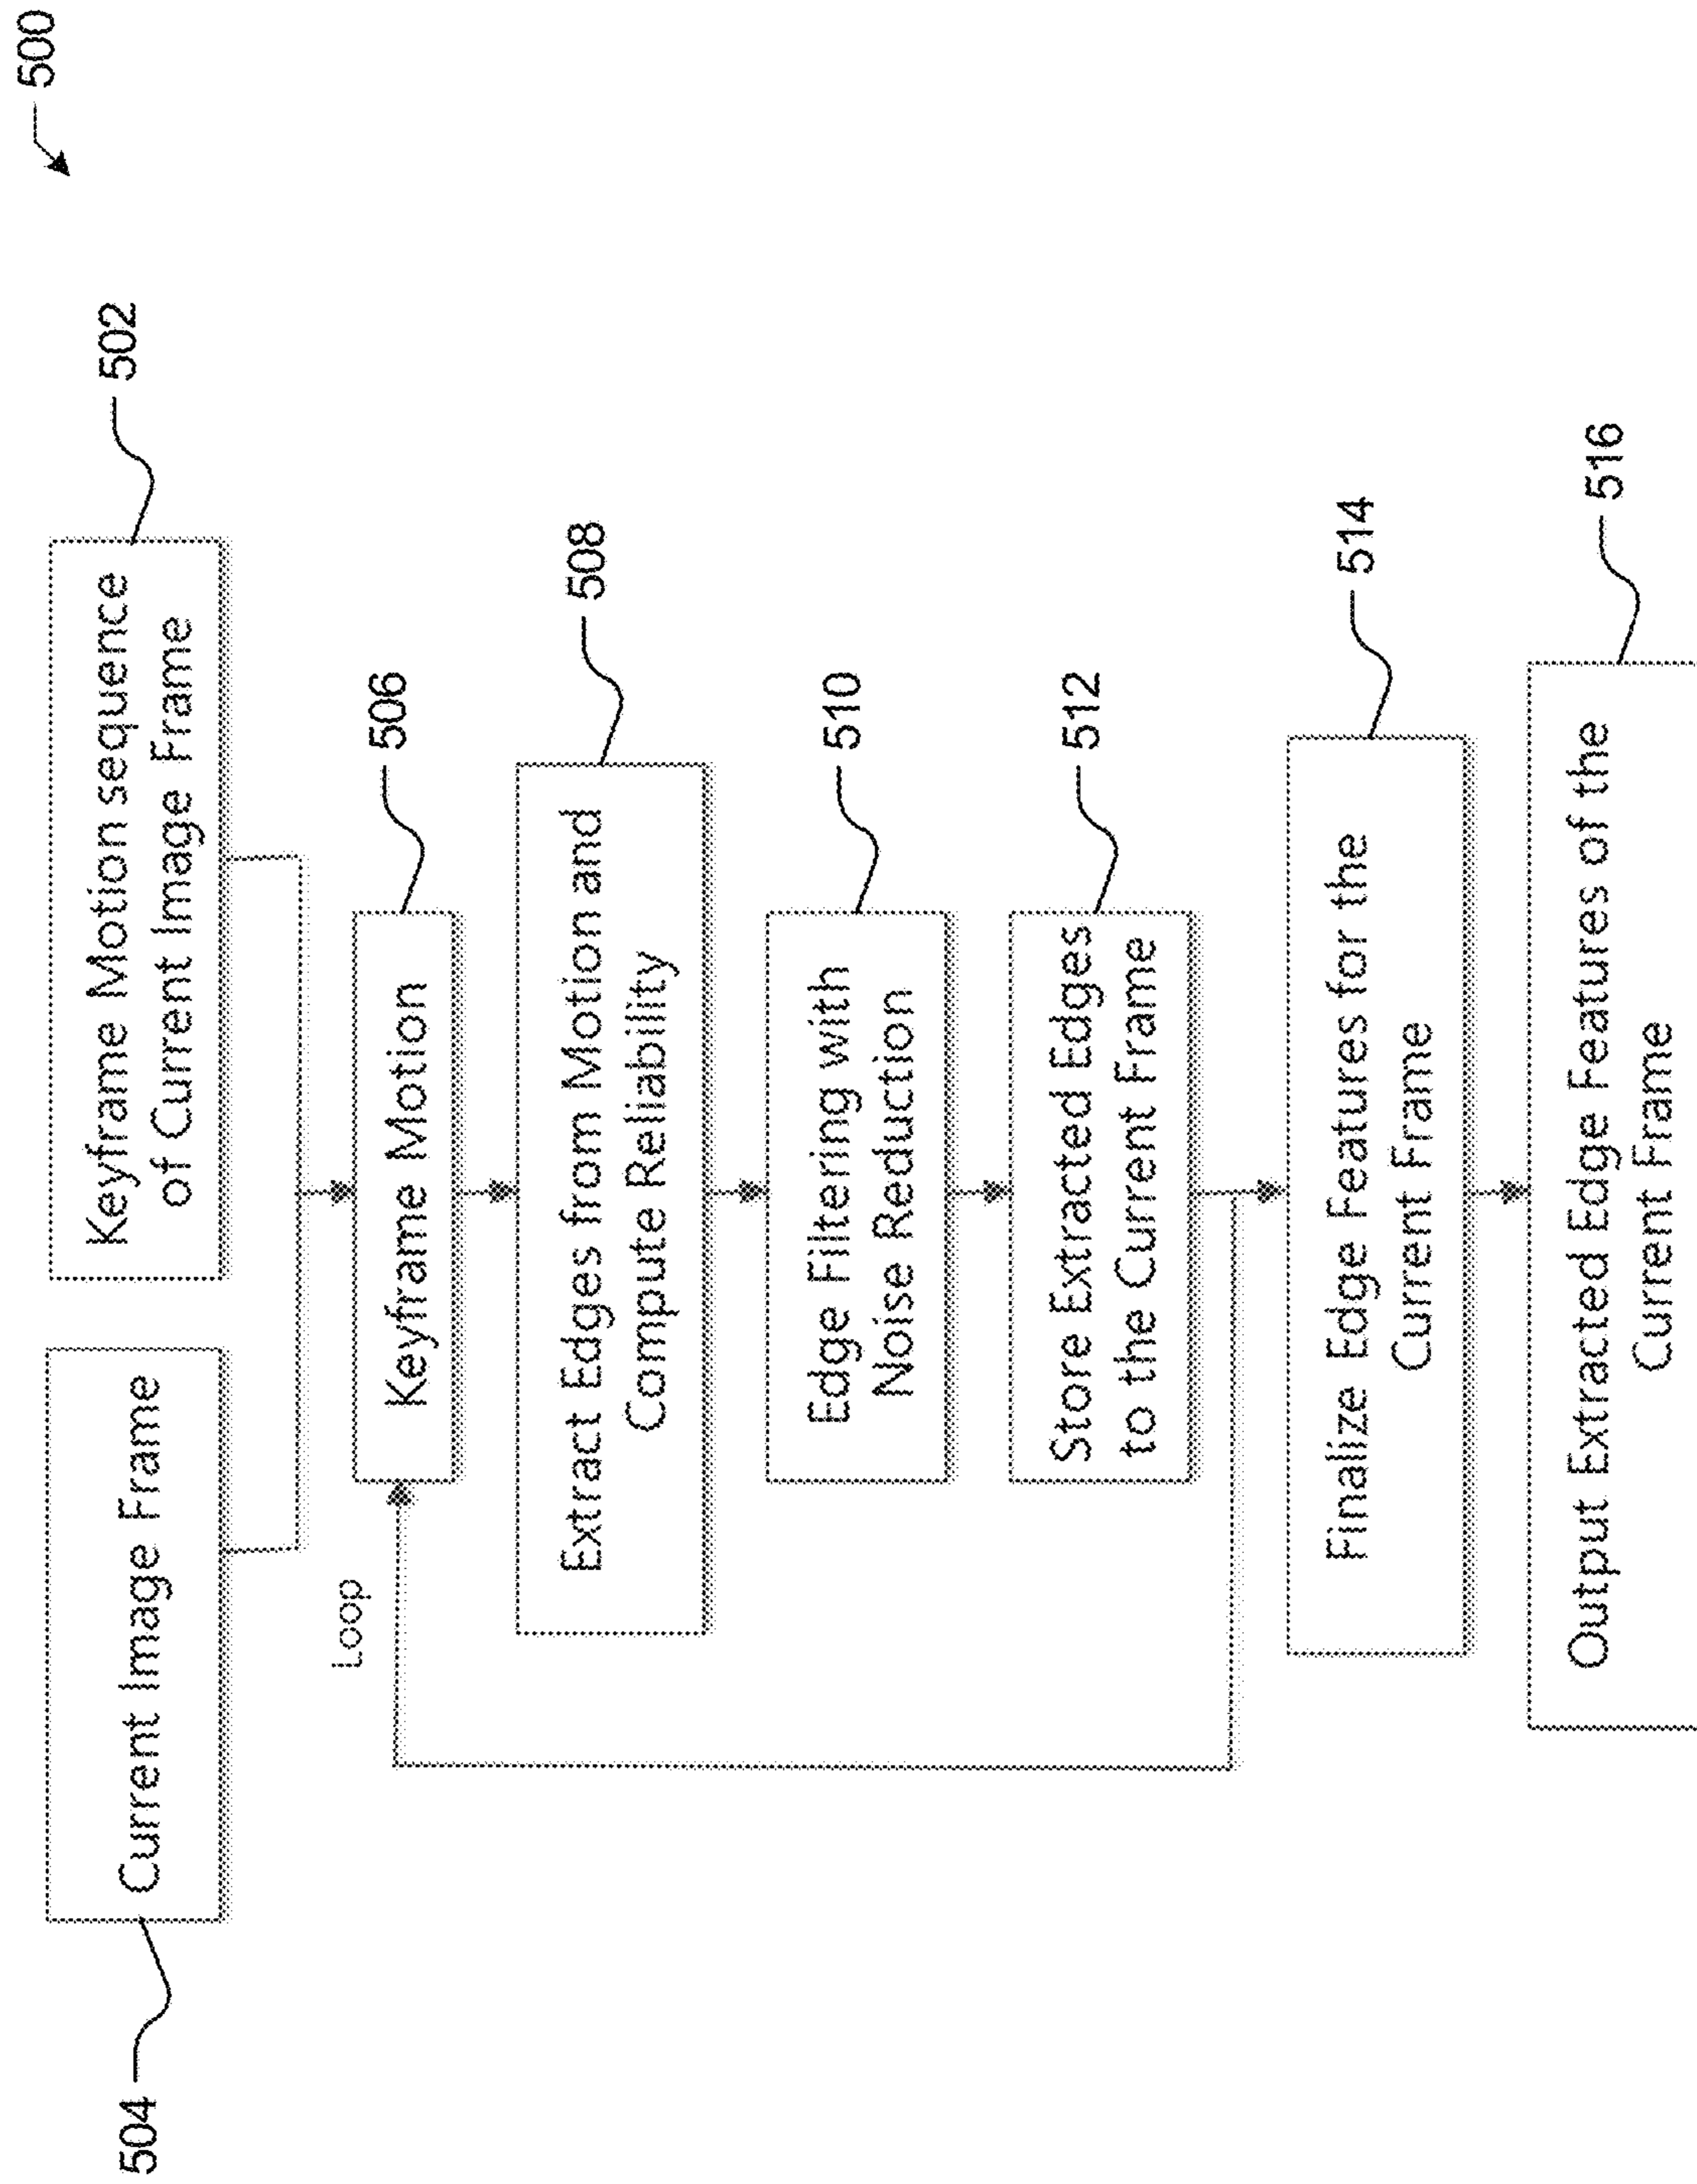 500
Keyframe Motion sequence
of Current Image Frame
502
Current Image Frame
504
Loop
Keyframe Motion
506
Extract Edges from Motion and
Compute Reliability
508
Edge Filtering with
Noise Reduction
510
Store Extracted Edges
to the Current Frame
512
Finalize Edge Features for the
Current Frame
514
Output Extracted Edge Features of the
Current Frame
516